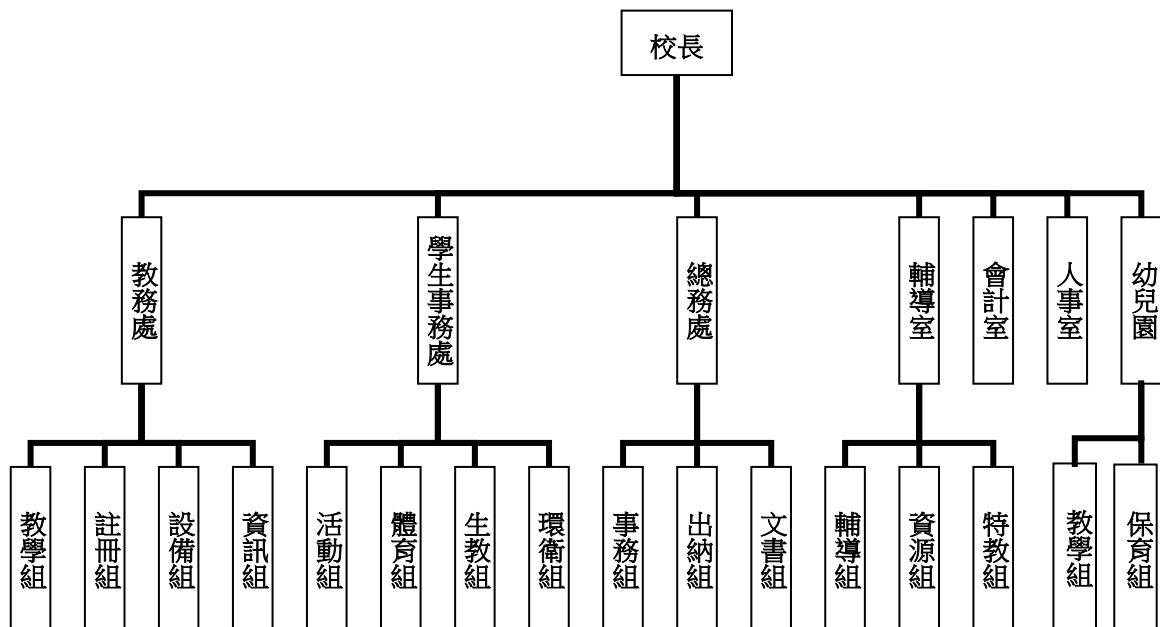 校長
教務處
學生事務處
總務處
輔導室
會計室
人事室
幼兒園
教學組
註冊組
設備組
資訊組
活動組
體育組
生教組
環衛組
事務組
出納組
文書組
輔導組
資源組
特教組
教學組
保育組